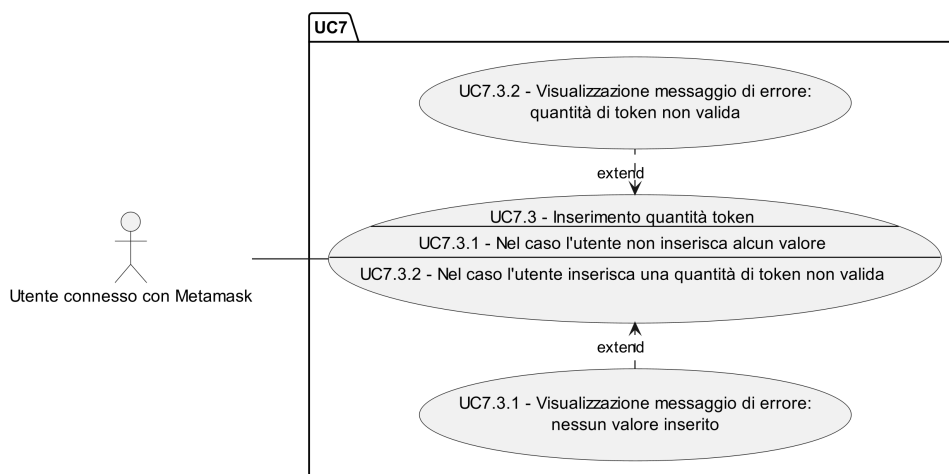 UC7
UC7.3.2 - Visualizzazione messaggio di errore:
quantità di token non valida
extend
UC7.3 - Inserimento quantità token
UC7.3.1 - Nel caso l'utente non inserisca alcun valore
UC7.3.2 - Nel caso l'utente inserisca una quantità di token non valida
Utente connesso con Metamask
extend
UC7.3.1 - Visualizzazione messaggio di errore:
nessun valore inserito